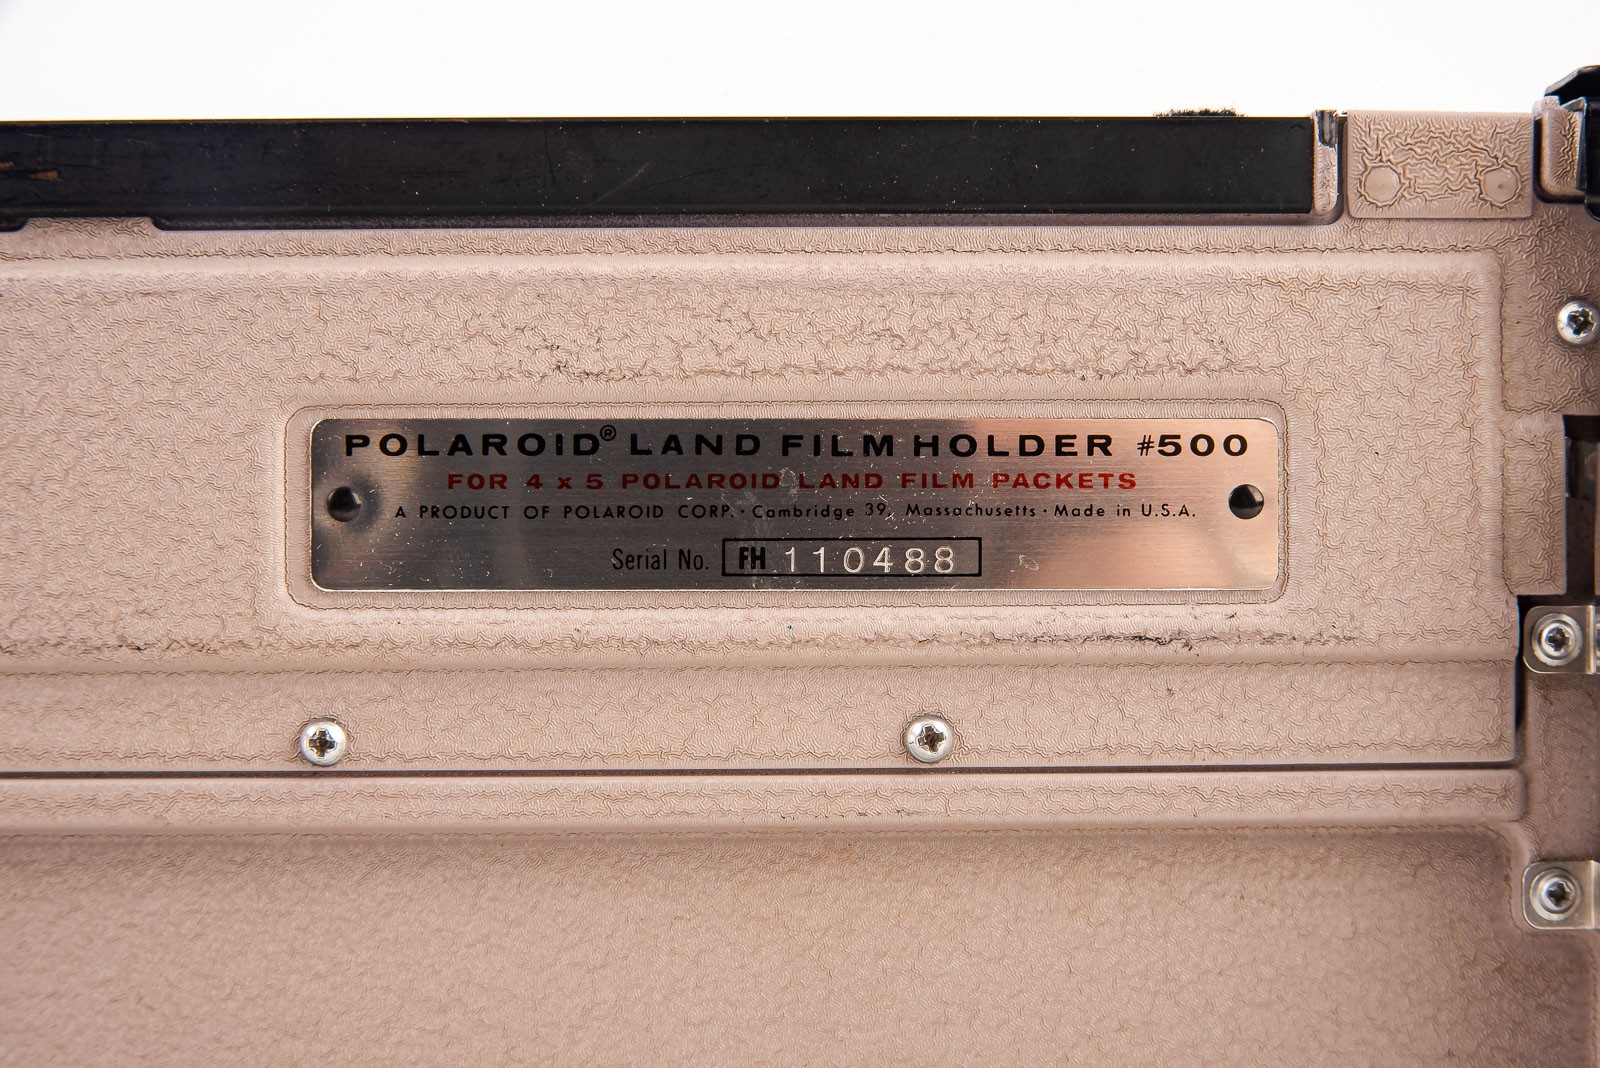 POLAROID® LAND FILM HOLDER #500
FOR 4 x 5 POLAROID LAND FILM PACKETS
A PRODUCT OF POLAROID CORP. · Cambridge 39, Massachusetts · Made in U.S.A.
Serial No. FH 110488